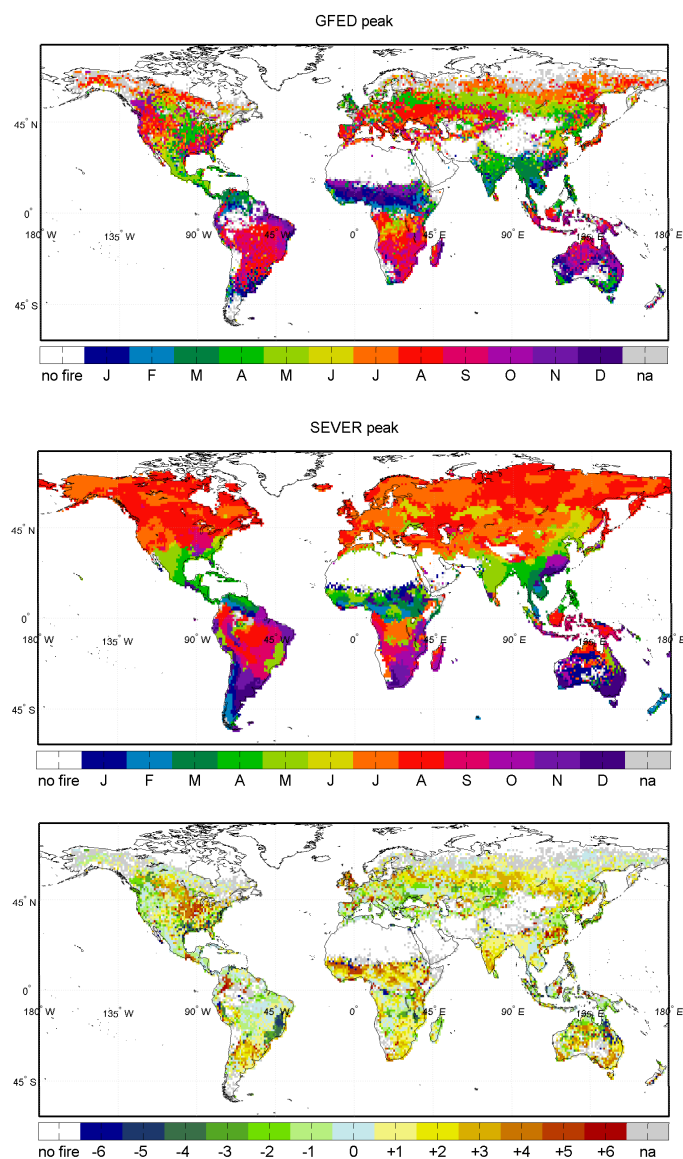 GFED peak
45° N
0°
180° W 135° W 90° W 45° W 0 45° E 90° E 135° E 180° E
45° S
no fire J F M A M J J A S O N D na
SEVER peak
45° N
0°
180° W 135° W 90° W 45° W 0 45° E 90° E 135° E 180° E
45° S
no fire J F M A M J J A S O N D na
45° N
0°
180° W 135° W 90° W 45° W 0 45° E 90° E 135° E 180° E
45° S
no fire -6 -5 -4 -3 -2 -1 0 +1 +2 +3 +4 +5 +6 na